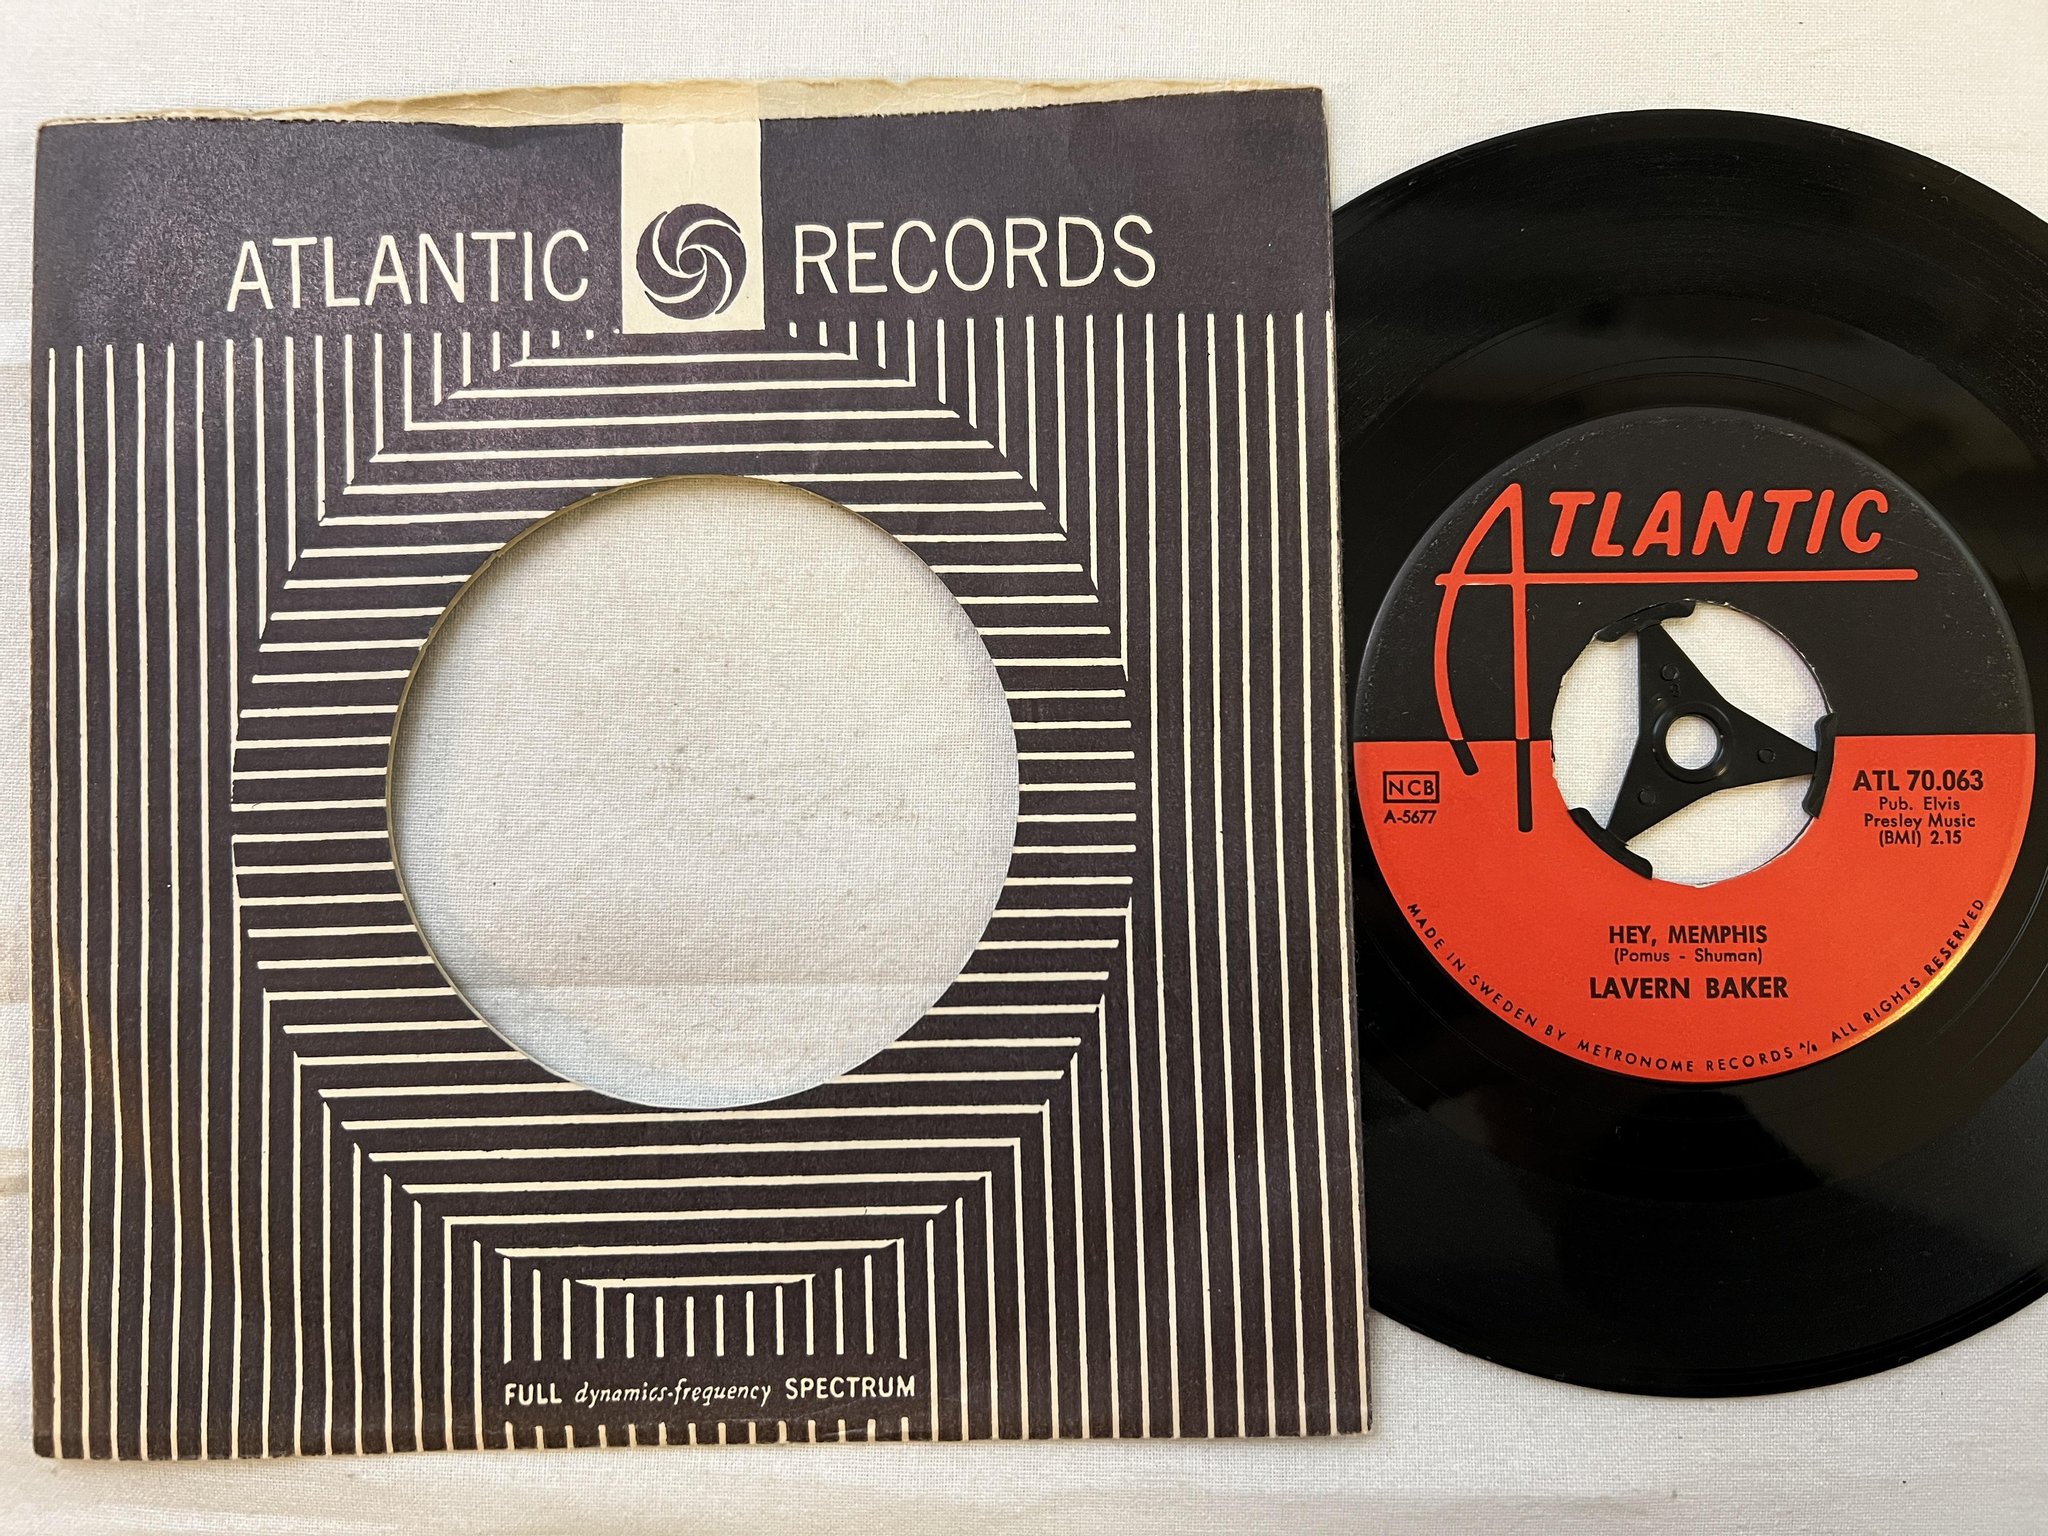 ATLANTIC RECORDS
FULL dynamics-frequency SPECTRUM
ATLANTIC
NCB
A-5677
ATL 70.063
Pub. Elvis
Presley Music
(BMI) 2.15
HEY, MEMPHIS
(Pomus - Shuman)
LAVERN BAKER
MADE IN SWEDEN BY METRONOME RECORDS A/B ALL RIGHTS RESERVED